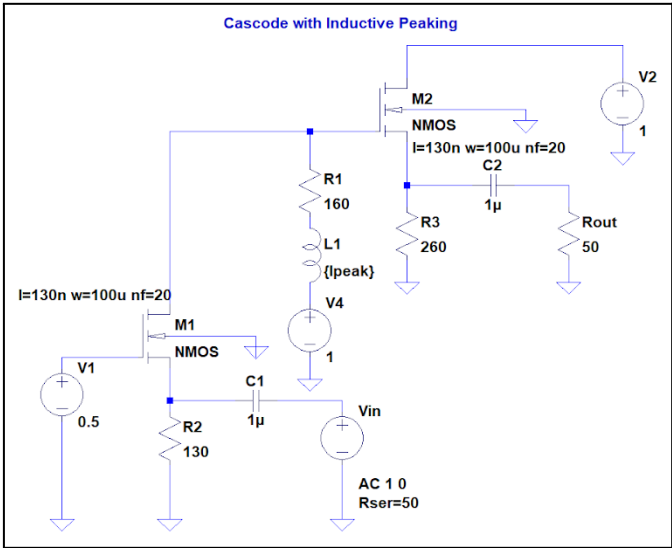 Cascode with Inductive Peaking
V2
1
M2
NMOS
l=130n w=100u nf=20
R1
160
C2
1µ
L1
{lpeak}
R3
260
Rout
50
l=130n w=100u nf=20
V4
1
M1
NMOS
V1
0.5
C1
1µ
R2
130
Vin
AC 1 0
Rser=50